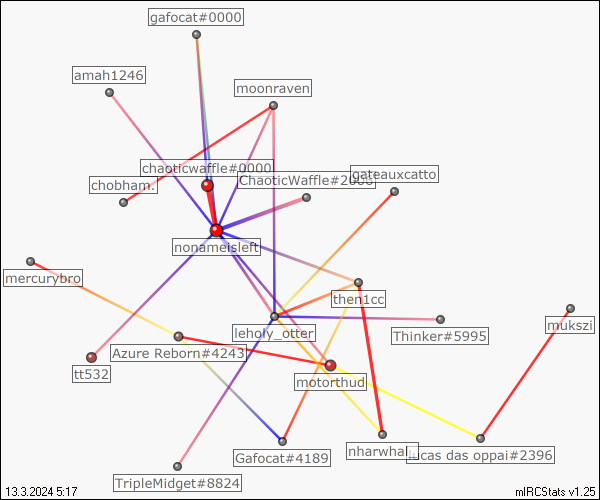 gafocat#0000
amah1246
moonraven
chaoticwaffle#0000
gateauxcatto
chobham.
ChaoticWaffle#2008
nonameisleft
mercurybro
then1cc
leholy_otter
mukszi
Thinker#5995
Azure Reborn#4243
tt532
motorthud
nharwhal.
lucas das oppai#2396
Gafocat#4189
TripleMidget#8824
13.3.2024 5:17
mIRCStats v1.25